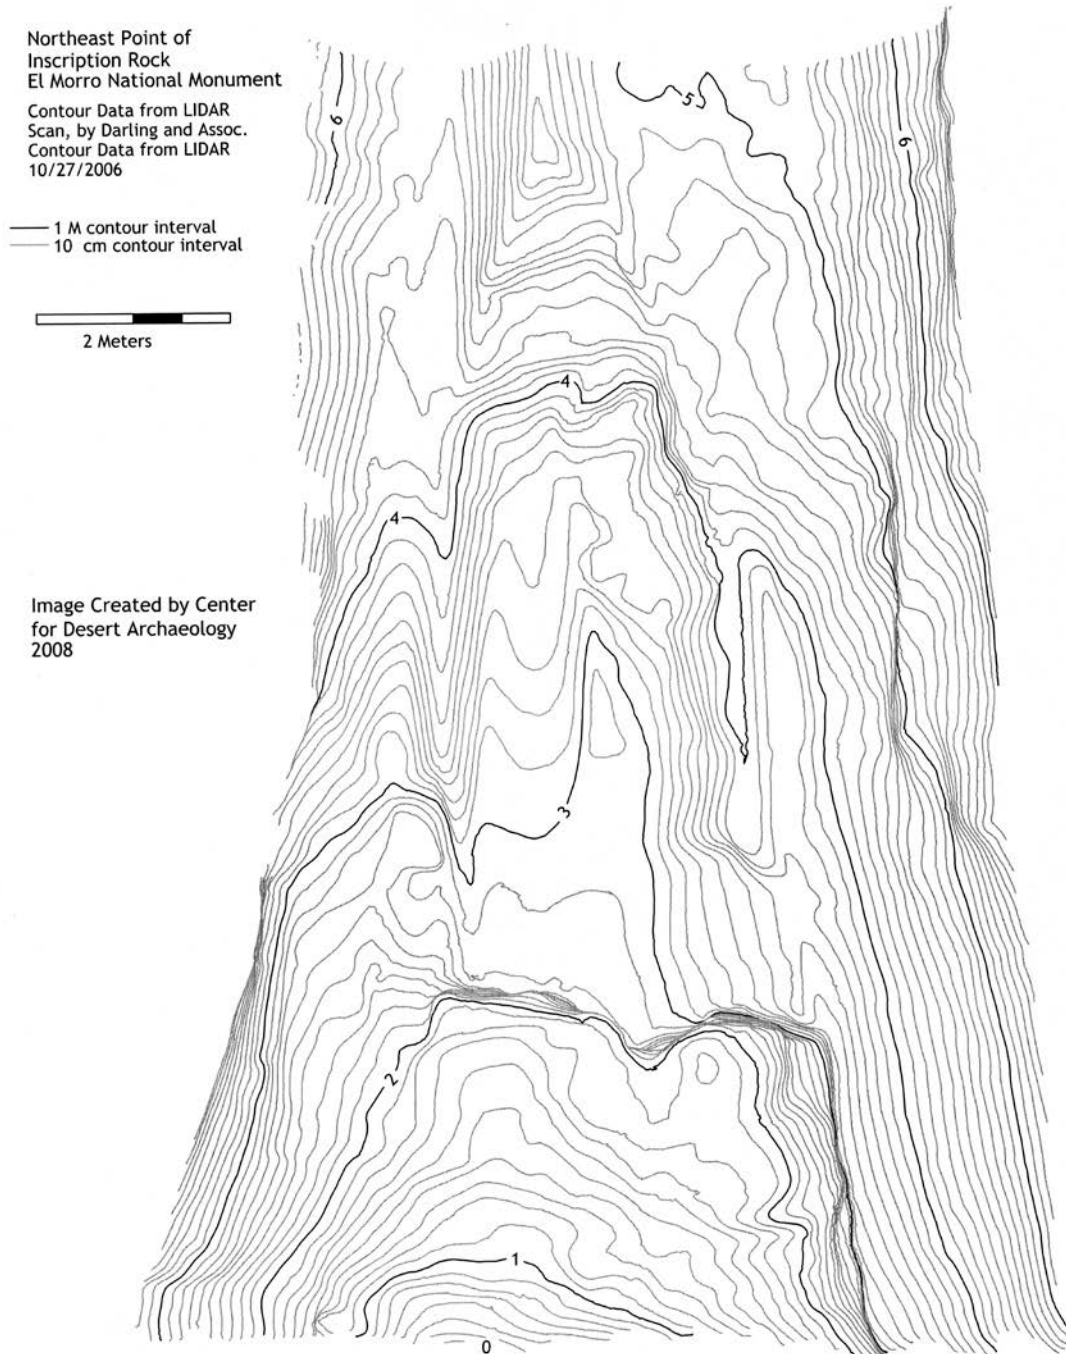 Northeast Point of
Inscription Rock
El Morro National Monument
Contour Data from LIDAR
Scan, by Darling and Assoc.
Contour Data from LIDAR
10/27/2006
1 M contour interval
10 cm contour interval
2 Meters
Image Created by Center
for Desert Archaeology
2008
6
5
6
4
4
3
2
1
0